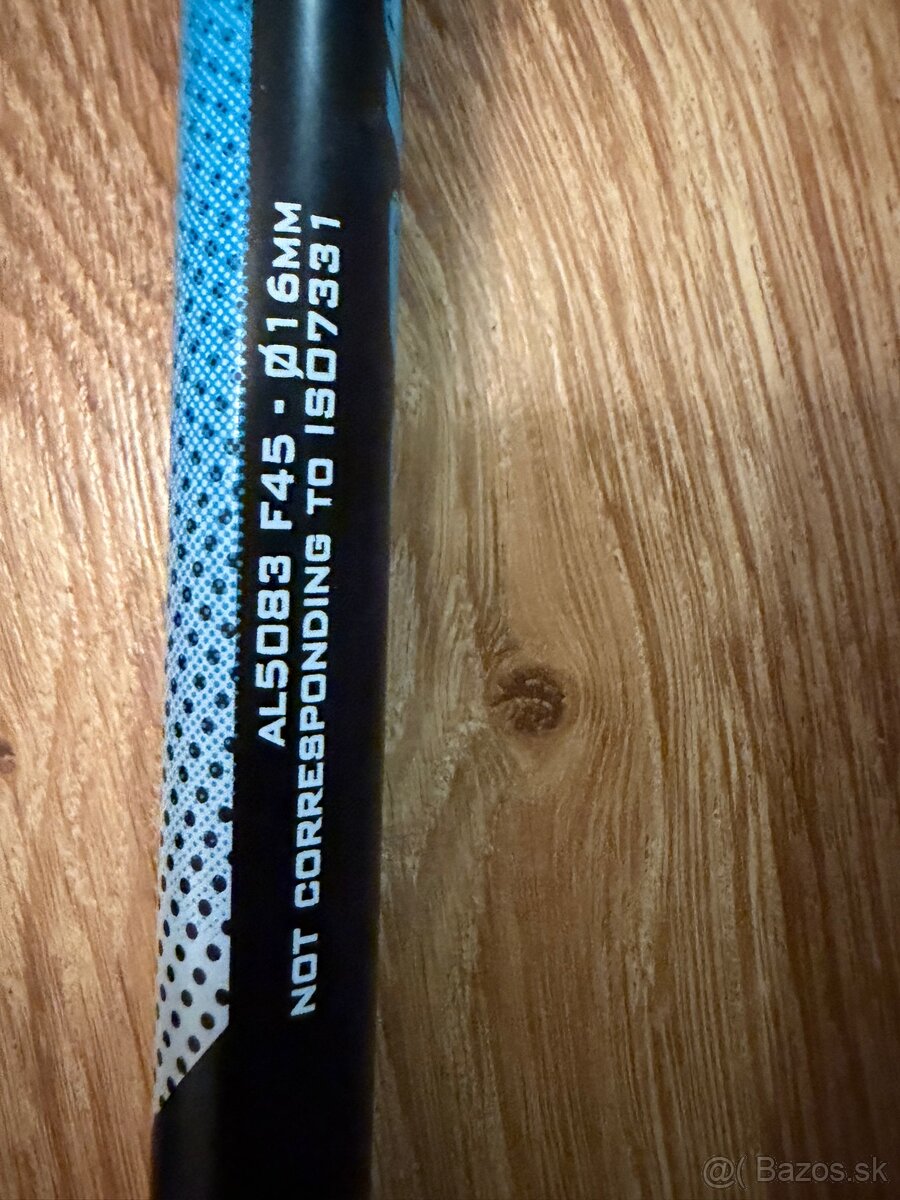 AL5083 F45 - Ø16MM
NOT CORRESPONDING TO ISO7331
@( Bazos.sk